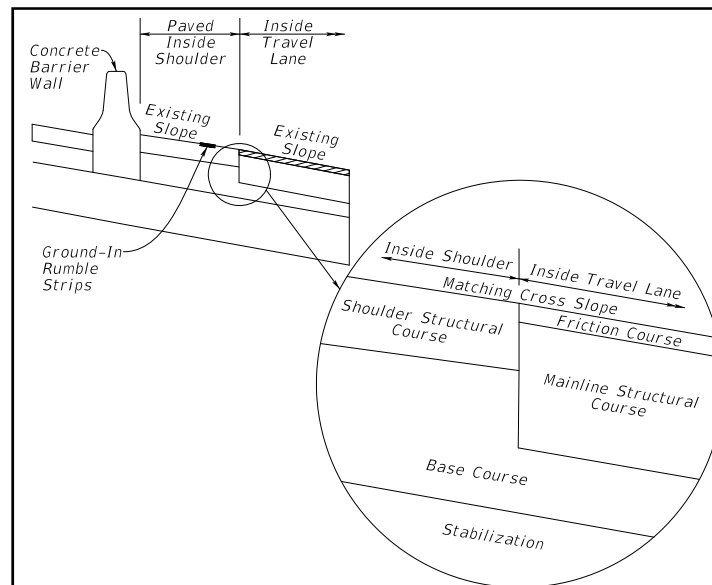 Paved
Inside
Shoulder
Inside
Travel
Lane
Concrete
Barrier
Wall
Existing
Slope
Existing
Slope
Ground-In
Rumble
Strips
Inside Shoulder
Inside Travel Lane
Matching Cross Slope
Shoulder Structural
Course
Friction Course
Mainline Structural
Course
Base Course
Stabilization